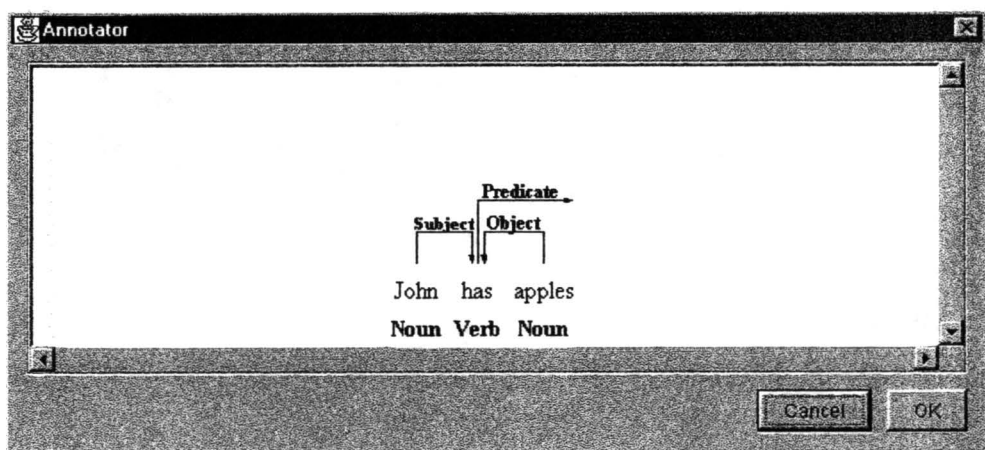 Annotator
Predicate
Subject Object
John has apples
Noun Verb Noun
Cancel OK